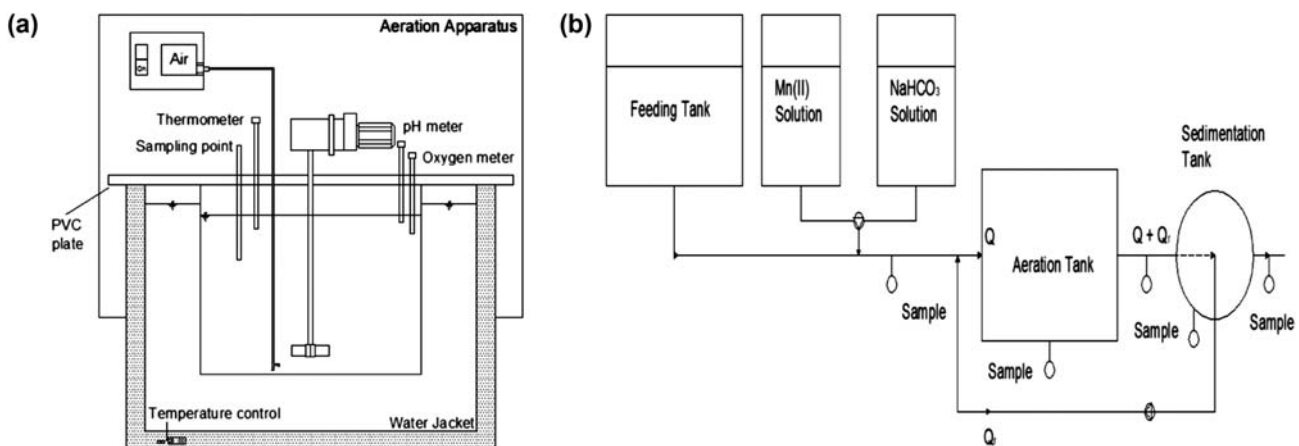 (a)
Aeration Apparatus
Air
Thermometer
Sampling point
pH meter
Oxygen meter
PVC
plate
Temperature control
Water Jacket
(b)
Feeding Tank
Mn(II)
Solution
NaHCO₃
Solution
Sedimentation
Tank
Q
Aeration Tank
Q + Qᵣ
Sample
Sample
Sample
Sample
Qᵣ